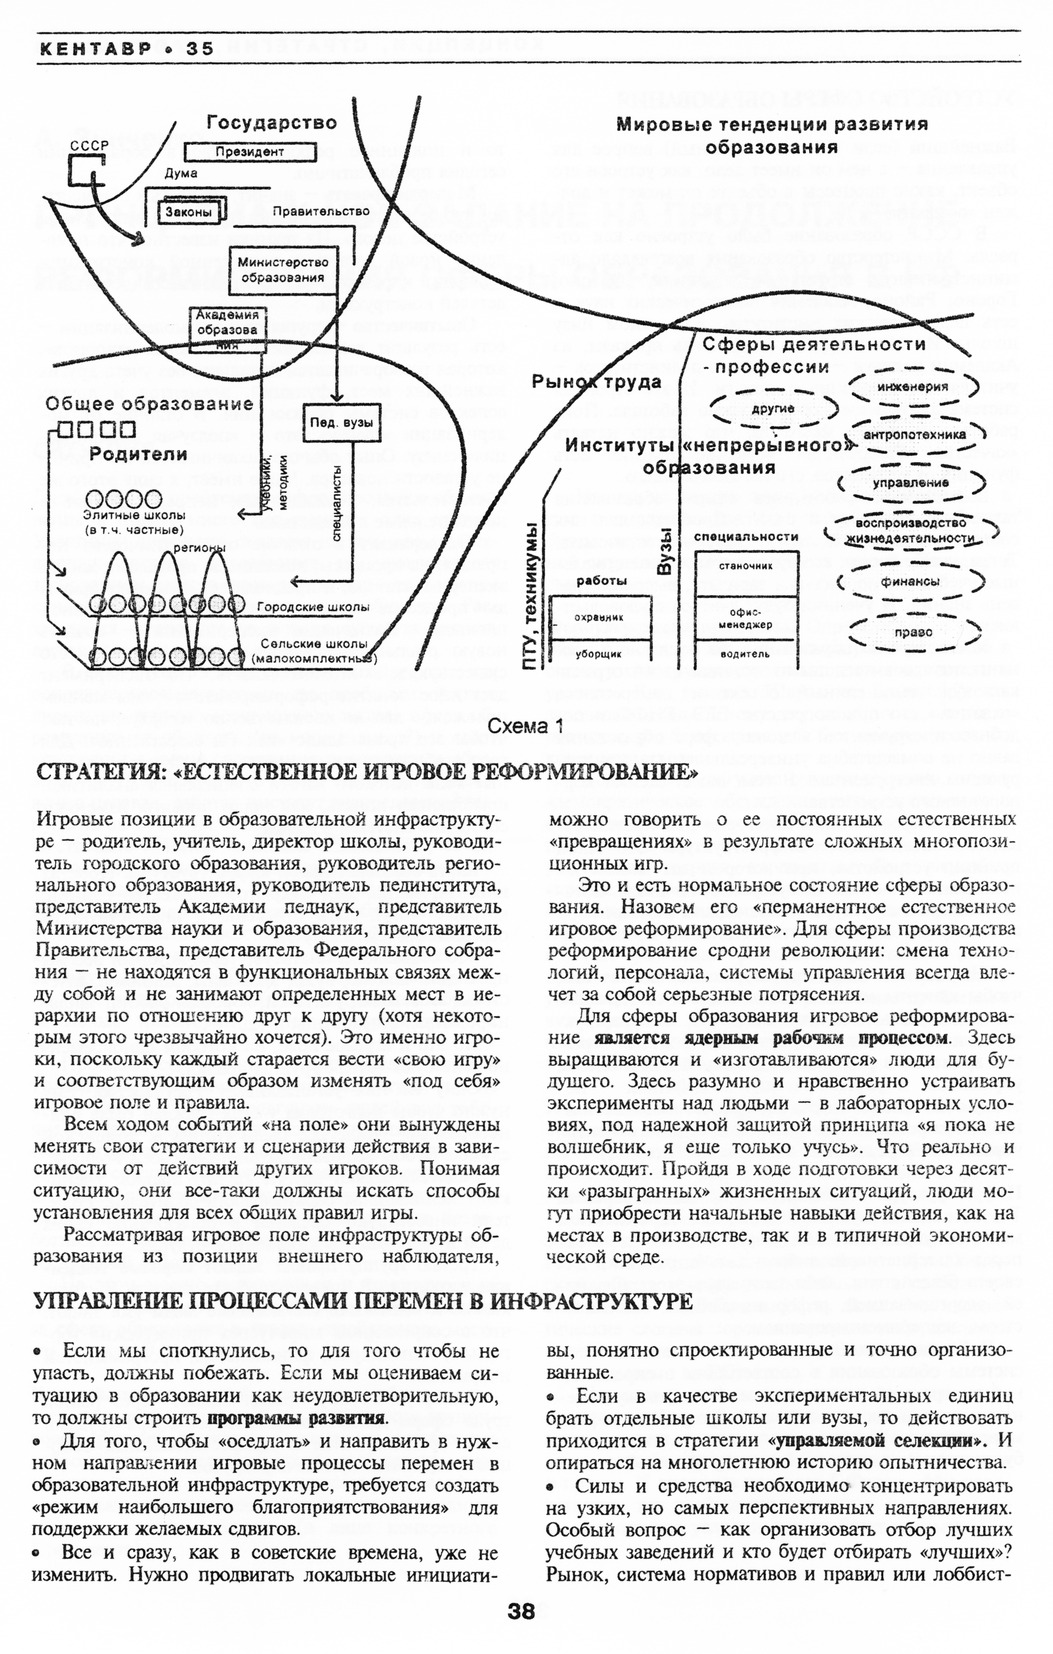 КЕНТАВР • 35
Государство
СССР
Президент
Дума
Законы
Правительство
Министерство
образования
Академия
образова
ния
Мировые тенденции развития
образования
Общее образование
Родители
Элитные школы
(в т.ч. частные)
регионы
учебники,
методики
Пед. вузы
специалисты
Городские школы
Сельские школы
(малокомплектные)
Рынок труда
Сферы деятельности
- профессии
другие
инженерия
антропотехника
управление
воспроизводство
жизнедеятельности
финансы
право
Институты «непрерывного»
образования
ПТУ, техникумы
Вузы
работы
охранник
уборщик
специальности
станочник
офис-
менеджер
водитель
Схема 1
СТРАТЕГИЯ: «ЕСТЕСТВЕННОЕ ИГРОВОЕ РЕФОРМИРОВАНИЕ»
Игровые позиции в образовательной инфраструкту-
ре — родитель, учитель, директор школы, руководи-
тель городского образования, руководитель регио-
нального образования, руководитель пединститута,
представитель Академии педнаук, представитель
Министерства науки и образования, представитель
Правительства, представитель Федерального собра-
ния — не находятся в функциональных связях меж-
ду собой и не занимают определенных мест в ие-
рархии по отношению друг к другу (хотя некото-
рым этого чрезвычайно хочется). Это именно игро-
ки, поскольку каждый старается вести «свою игру»
и соответствующим образом изменять «под себя»
игровое поле и правила.
Всем ходом событий «на поле» они вынуждены
менять свои стратегии и сценарии действия в зави-
симости от действий других игроков. Понимая
ситуацию, они все-таки должны искать способы
установления для всех общих правил игры.
Рассматривая игровое поле инфраструктуры об-
разования из позиции внешнего наблюдателя,
можно говорить о ее постоянных естественных
«превращениях» в результате сложных многопози-
ционных игр.
Это и есть нормальное состояние сферы образо-
вания. Назовем его «перманентное естественное
игровое реформирование». Для сферы производства
реформирование сродни революции: смена техно-
логий, персонала, системы управления всегда вле-
чет за собой серьезные потрясения.
Для сферы образования игровое реформирова-
ние является ядерным рабочим процессом. Здесь
выращиваются и «изготавливаются» люди для бу-
дущего. Здесь разумно и нравственно устраивать
эксперименты над людьми — в лабораторных усло-
виях, под надежной защитой принципа «я пока не
волшебник, я еще только учусь». Что реально и
происходит. Пройдя в ходе подготовки через десят-
ки «разыгранных» жизненных ситуаций, люди мо-
гут приобрести начальные навыки действия, как на
местах в производстве, так и в типичной экономи-
ческой среде.
УПРАВЛЕНИЕ ПРОЦЕССАМИ ПЕРЕМЕН В ИНФРАСТРУКТУРЕ
• Если мы споткнулись, то для того чтобы не
упасть, должны побежать. Если мы оцениваем си-
туацию в образовании как неудовлетворительную,
то должны строить программы развития.
• Для того, чтобы «оседлать» и направить в нуж-
ном направлении игровые процессы перемен в
образовательной инфраструктуре, требуется создать
«режим наибольшего благоприятствования» для
поддержки желаемых сдвигов.
• Все и сразу, как в советские времена, уже не
изменить. Нужно продвигать локальные инициати-
вы, понятно спроектированные и точно организо-
ванные.
• Если в качестве экспериментальных единиц
брать отдельные школы или вузы, то действовать
приходится в стратегии «управляемой селекции». И
опираться на многолетнюю историю опытничества.
• Силы и средства необходимо концентрировать
на узких, но самых перспективных направлениях.
Особый вопрос — как организовать отбор лучших
учебных заведений и кто будет отбирать «лучших»?
Рынок, система нормативов и правил или лоббист-
38